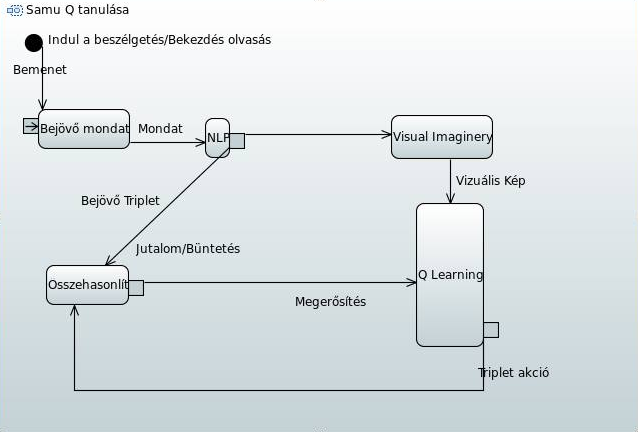 Samu Q tanulása
Indul a beszélgetés/Bekezdés olvasás
Bemenet
Bejövő mondat
Mondat
NLP
Visual Imaginery
Vizuális Kép
Bejövő Triplet
Jutalom/Büntetés
Osszehasonlít
Megerősítés
Q Learning
Triplet akció